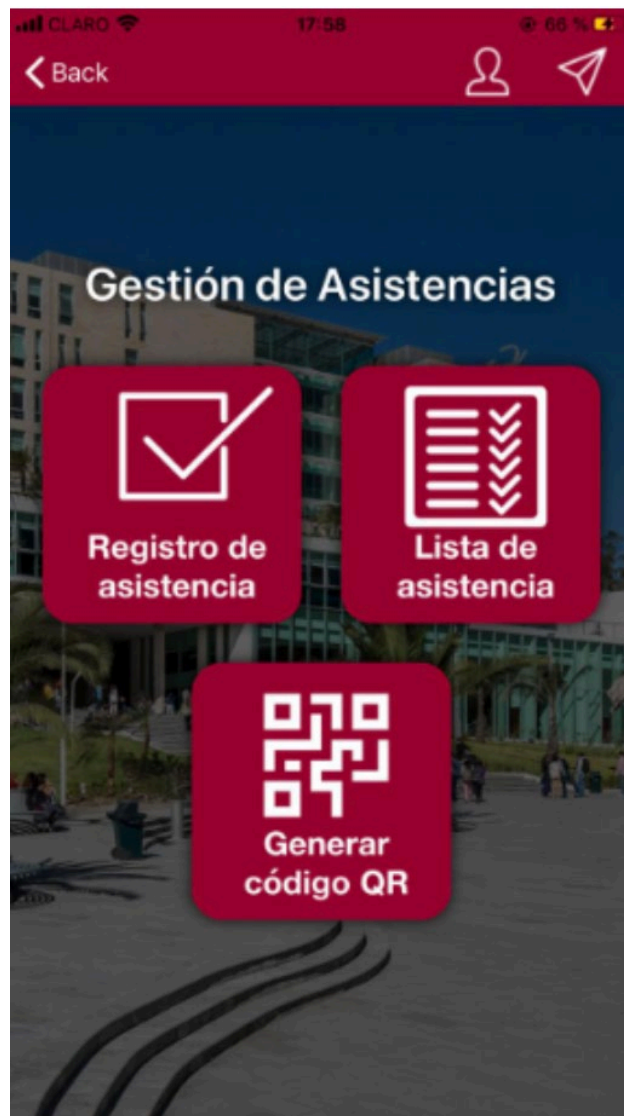 CLARO 17:58 66 %
Back
Gestión de Asistencias
Registro de
asistencia
Lista de
asistencia
Generar
código QR